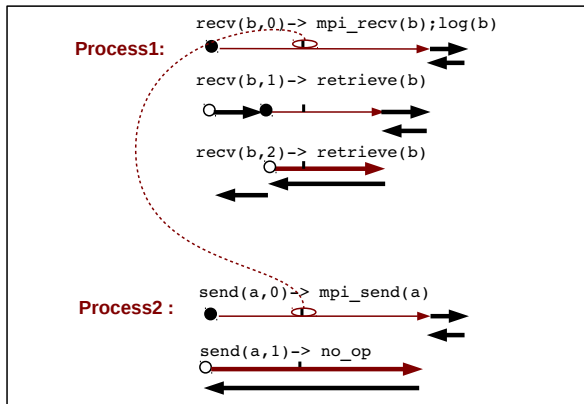 recv(b,0)-> mpi_recv(b);log(b)
Process1:
recv(b,1)-> retrieve(b)
recv(b,2)-> retrieve(b)
send(a,0)-> mpi_send(a)
Process2 :
send(a,1)-> no_op